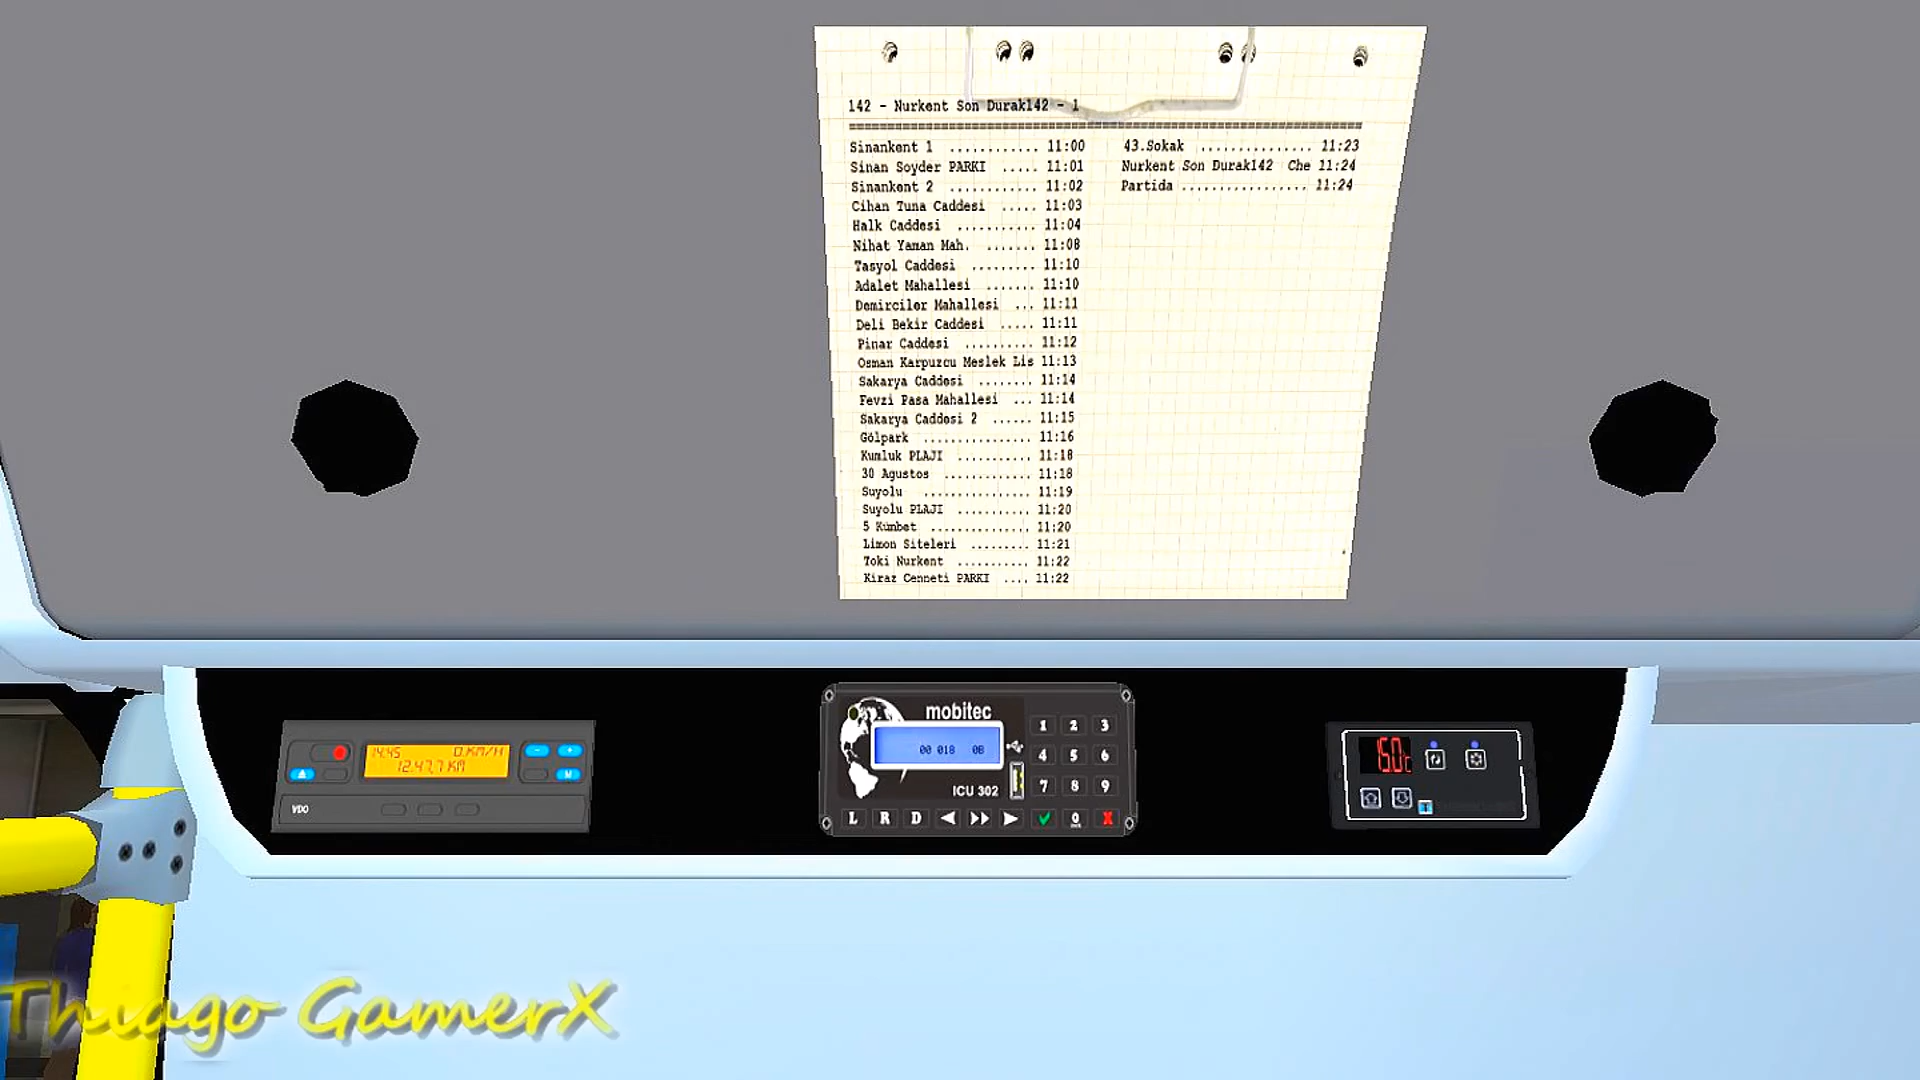 142 - Nurkent Son Durak142 - 1
Sinankent 1 ............ 11:00
Sinan Soyder PARKI ..... 11:01
Sinankent 2 ............ 11:02
Cihan Tuna Caddesi ..... 11:03
Halk Caddesi ........... 11:04
Nihat Yaman Mah. ....... 11:08
Tasyol Caddesi ......... 11:10
Adalet Mahallesi ....... 11:10
Demirciler Mahallesi ... 11:11
Deli Bekir Caddesi ..... 11:11
Pinar Caddesi .......... 11:12
Osman Karpuzcu Meslek Lis 11:13
Sakarya Caddesi ........ 11:14
Fevzi Pasa Mahallesi ... 11:14
Sakarya Caddesi 2 ...... 11:15
Gölpark ................ 11:16
Kumluk PLAJI ........... 11:18
30 Agustos ............. 11:18
Suyolu ................ 11:19
Suyolu PLAJI ........... 11:20
5 Kümbet ............... 11:20
Limon Siteleri ......... 11:21
Toki Nurkent ........... 11:22
Kiraz Cenneti PARKI .... 11:22
43.Sokak ............... 11:23
Nurkent Son Durak142 Che 11:24
Partida ................. 11:24
14:45 0 KM/H
1247,7 KM
VDO
mobitec
00 018 08
ICU 302
1 2 3
4 5 6
7 8 9
L R D 0 X
Thiago GamerX